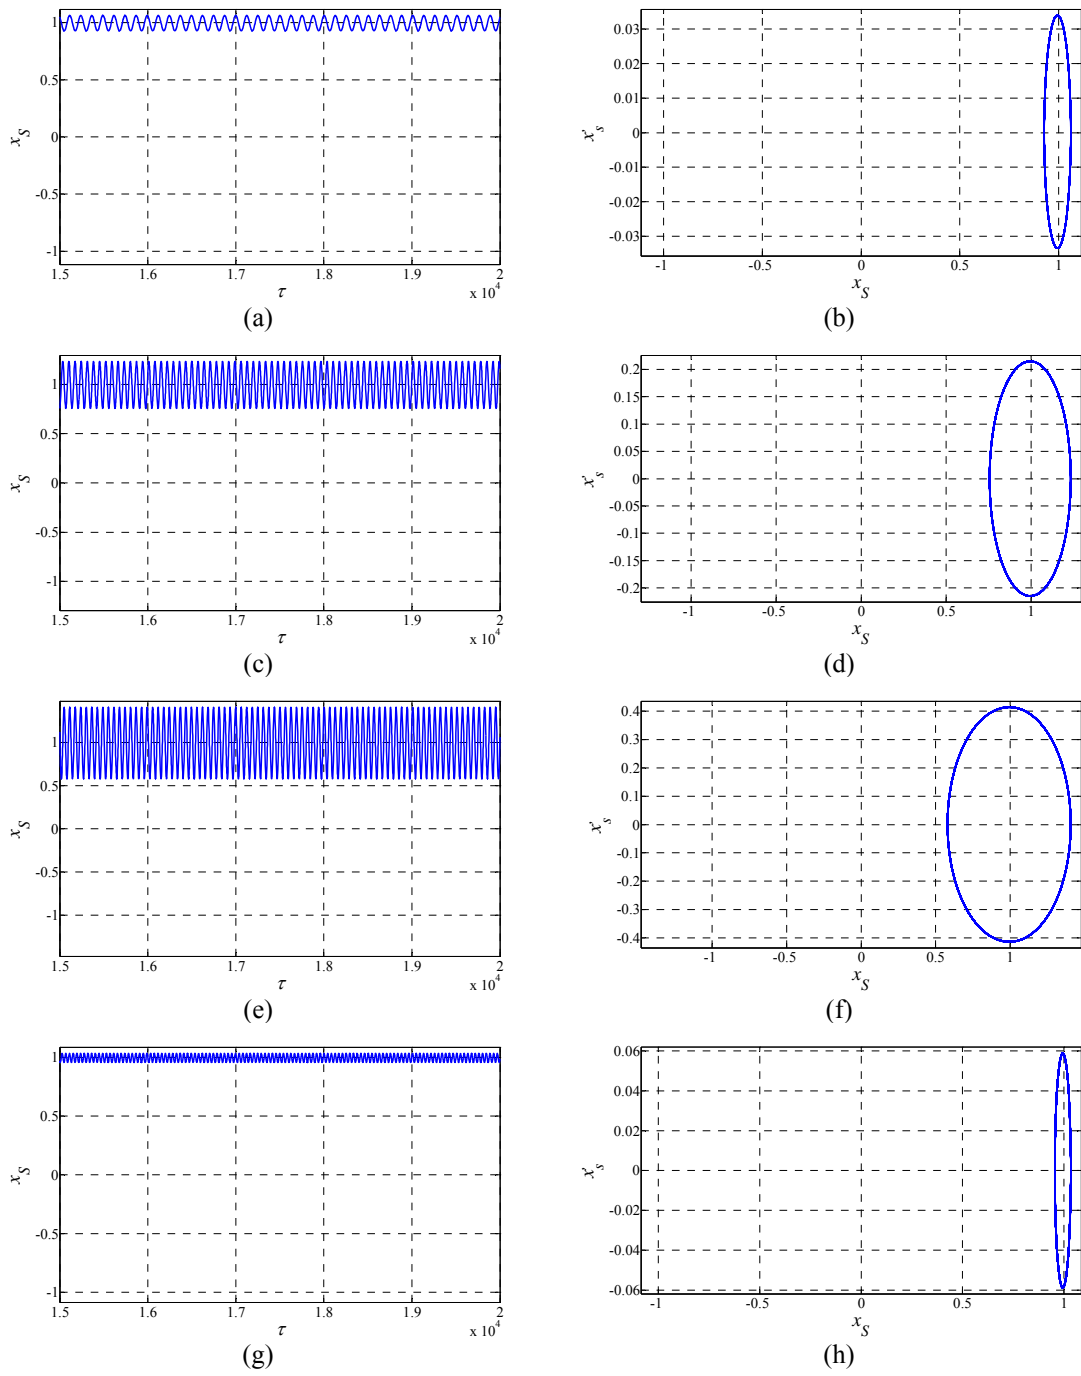 1
0.5
0
-0.5
-1
x_S
1.5 1.6 1.7 1.8 1.9 2
τ
x 10^4
(a)
0.03
0.02
0.01
0
-0.01
-0.02
-0.03
x'_s
-1 -0.5 0 0.5 1
x_S
(b)
1
0.5
0
-0.5
-1
x_S
1.5 1.6 1.7 1.8 1.9 2
τ
x 10^4
(c)
0.2
0.15
0.1
0.05
0
-0.05
-0.1
-0.15
-0.2
x'_s
-1 -0.5 0 0.5 1
x_S
(d)
1
0.5
0
-0.5
-1
x_S
1.5 1.6 1.7 1.8 1.9 2
τ
x 10^4
(e)
0.4
0.3
0.2
0.1
0
-0.1
-0.2
-0.3
-0.4
x'_s
-1 -0.5 0 0.5 1
x_S
(f)
1
0.5
0
-0.5
-1
x_S
1.5 1.6 1.7 1.8 1.9 2
τ
x 10^4
(g)
0.06
0.04
0.02
0
-0.02
-0.04
-0.06
x'_s
-1 -0.5 0 0.5 1
x_S
(h)